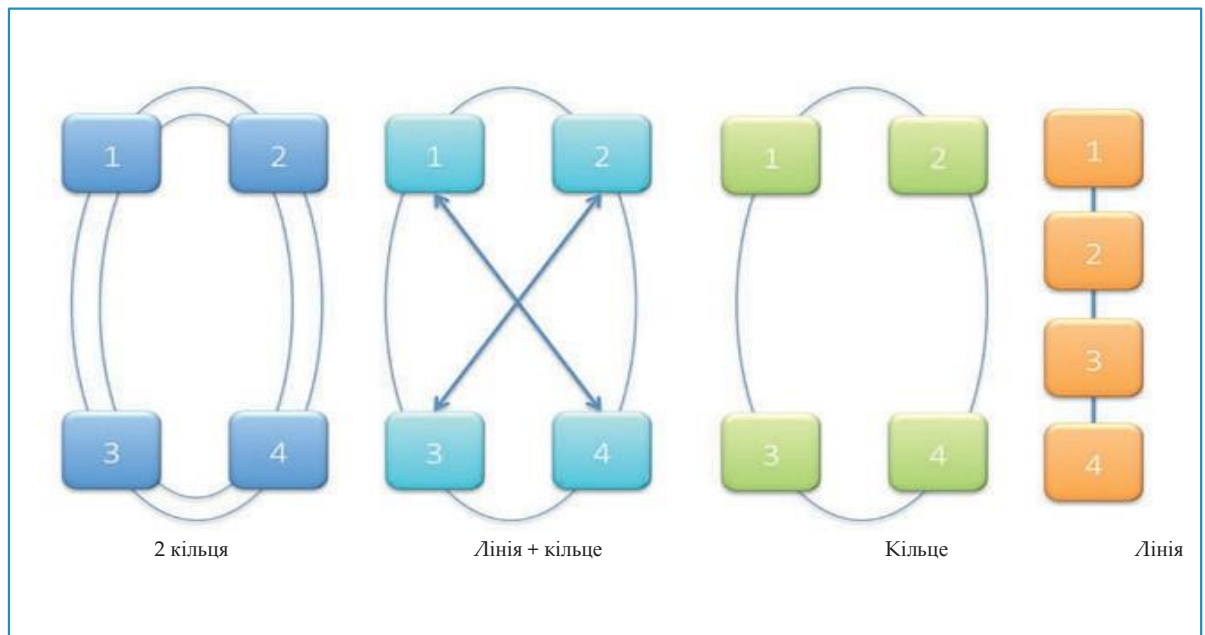 1 2 1 2 1 2 1
2
3
3 4 3 4 3 4 4
2 кільця Лінія + кільце Кільце Лінія